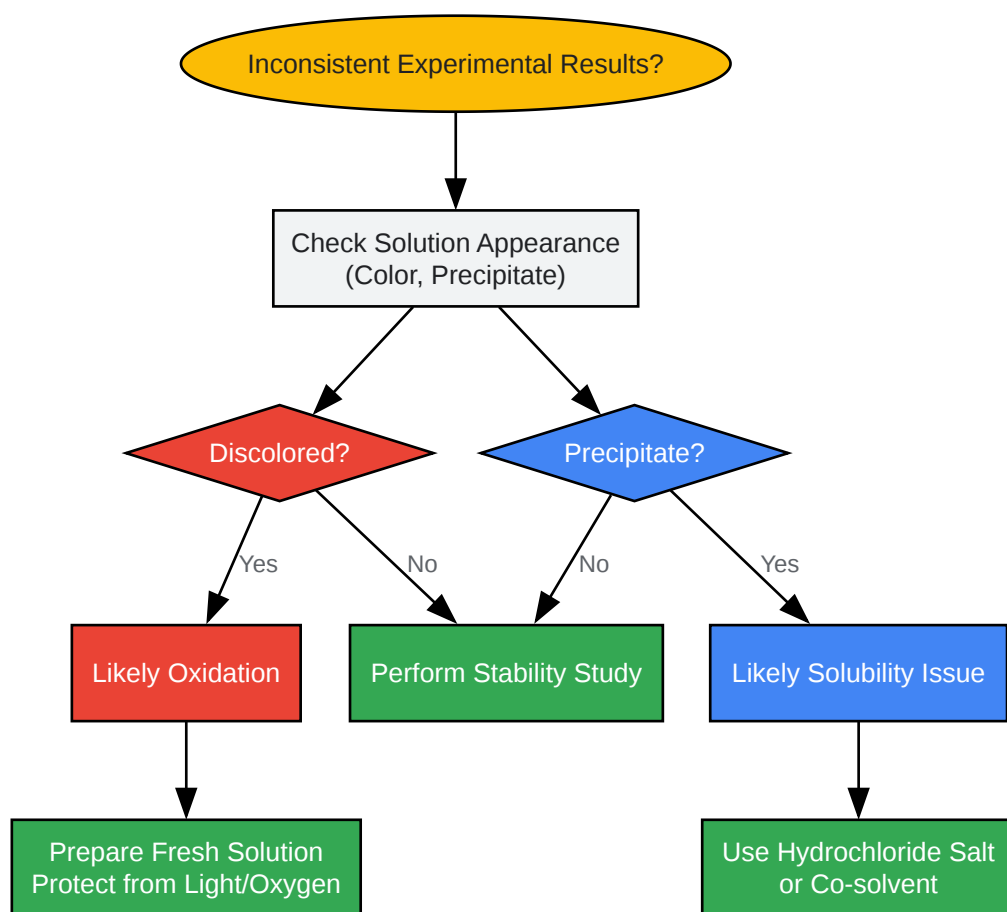 Inconsistent Experimental Results?
Check Solution Appearance
(Color, Precipitate)
Discolored?
Precipitate?
Yes
No
No
Yes
Likely Oxidation
Perform Stability Study
Likely Solubility Issue
Prepare Fresh Solution
Protect from Light/Oxygen
Use Hydrochloride Salt
or Co-solvent